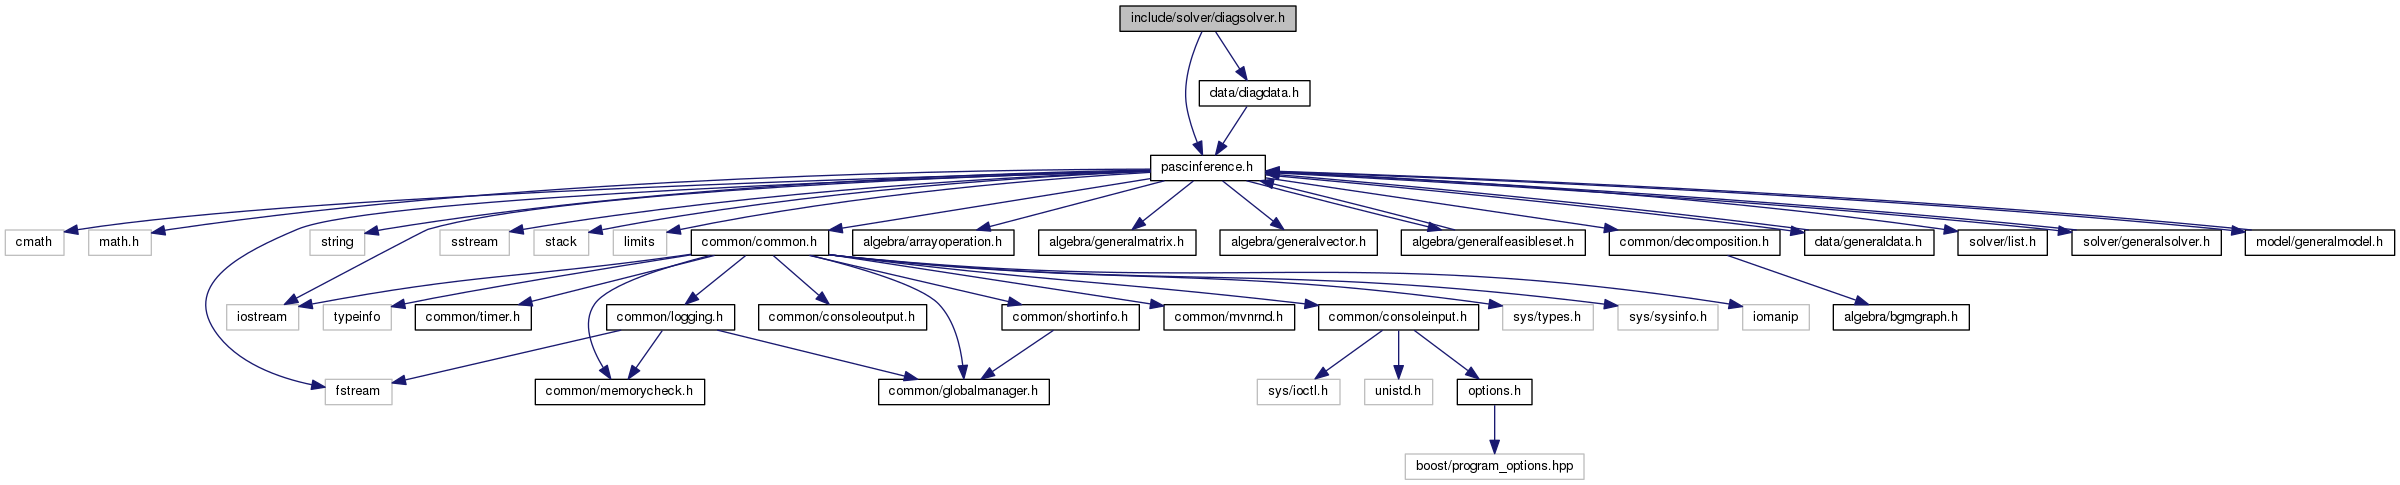 include/solver/diagsolver.h
data/diagdata.h
pascinference.h
cmath
math.h
string
sstream
stack
limits
common/common.h
algebra/arrayoperation.h
algebra/generalmatrix.h
algebra/generalvector.h
algebra/generalfeasibleset.h
common/decomposition.h
data/generaldata.h
solver/list.h
solver/generalsolver.h
model/generalmodel.h
iostream
typeinfo
common/timer.h
common/logging.h
common/consoleoutput.h
common/shortinfo.h
common/mvnrnd.h
common/consoleinput.h
sys/types.h
sys/sysinfo.h
iomanip
algebra/bgmgraph.h
fstream
common/memorycheck.h
common/globalmanager.h
sys/ioctl.h
unistd.h
options.h
boost/program_options.hpp